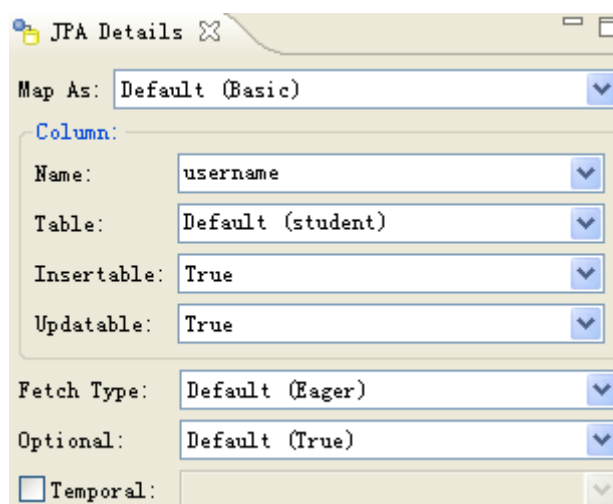 JPA Details
Map As: Default (Basic)
Column:
Name: username
Table: Default (student)
Insertable: True
Updatable: True
Fetch Type: Default (Eager)
Optional: Default (True)
Temporal: